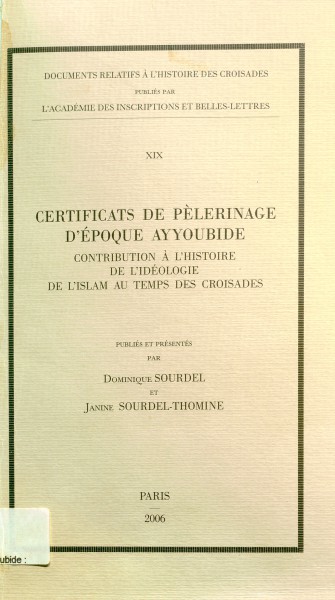 DOCUMENTS RELATIFS À L'HISTOIRE DES CROISADES
PUBLIÉS PAR
L'ACADÉMIE DES INSCRIPTIONS ET BELLES-LETTRES
XIX
CERTIFICATS DE PÈLERINAGE
D'ÉPOQUE AYYOUBIDE
CONTRIBUTION À L'HISTOIRE
DE L'IDÉOLOGIE
DE L'ISLAM AU TEMPS DES CROISADES
PUBLIÉS ET PRÉSENTÉS
PAR
DOMINIQUE SOURDEL
ET
JANINE SOURDEL-THOMINE
PARIS
2006
ubide :